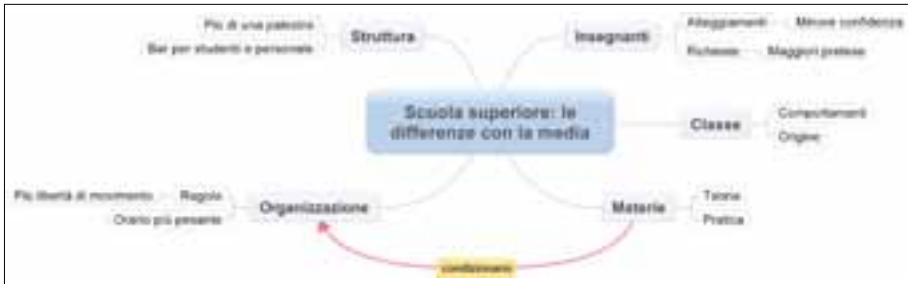 Più di una palestra
Bar per studenti e personale
Struttura
Insegnanti
Atteggiamenti
Minore confidenza
Richieste
Maggiori pretese
Scuola superiore: le
differenze con la media
Classe
Comportamenti
Origine
Più libertà di movimento
Regole
Orario più pesante
Organizzazione
Materie
Teoria
Pratica
condizionano